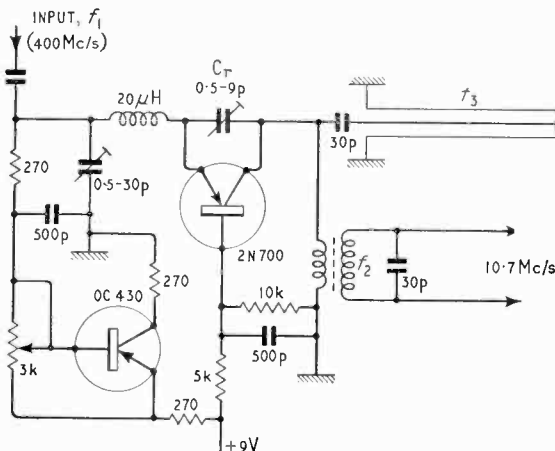 INPUT, f₁
(400Mc/s)
20μH
Cτ
0·5-9p
f₃
30p
270
0·5-30p
500p
2N700
f₂
30p
10·7Mc/s
OC430
270
10k
500p
3k
5k
270
+9V